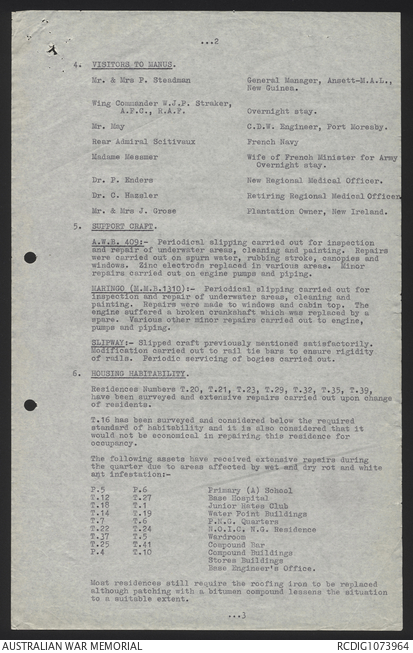 ...2
4. VISITORS TO MANUS.
Mr. & Mrs P. Steadman General Manager, Ansett-M.A.L.,
New Guinea.
Wing Commander W.J.P. Straker,
A.F.C., R.A.F. Overnight stay.
Mr. May C.D.W. Engineer, Port Moresby.
Rear Admiral Scitivaux French Navy
Madame Messmer Wife of French Minister for Army
Overnight stay.
Dr. P. Enders New Regional Medical Officer.
Dr. C. Haszler Retiring Regional Medical Officer
Mr. & Mrs J. Grose Plantation Owner, New Ireland.
5. SUPPORT CRAFT.
A.W.B. 409:- Periodical slipping carried out for inspection
and repair of underwater areas, cleaning and painting. Repairs
were carried out on spurn water, rubbing stroke, canopies and
windows. Zinc electrods replaced in various areas. Minor
repairs carried out on engine pumps and piping.
MARINGO (M.M.B.1310):- Periodical slipping carried out for
inspection and repair of underwater areas, cleaning and
painting. Repairs were made to windows and cabin top. The
engine suffered a broken crankshaft which was replaced by a
spare. Various other minor repairs carried out to engine,
pumps and piping.
SLIPWAY:- Slipped craft previously mentioned satisfactorily.
Modification carried out to rail tie bars to ensure rigidity
of rails. Periodic servicing of bogies carried out.
6. HOUSING HABITABILITY.
Residences Numbers T.20, T.21, T.23, T.29, T.32, T.35, T.39,
have been surveyed and extensive repairs carried out upon change
of residents.
T.16 has been surveyed and considered below the required
standard of habitability and it is also considered that it
would not be economical in repairing this residence for
occupancy.
The following assets have received extensive repairs during
the quarter due to areas affected by wet and dry rot and white
ant infestation:-
P.5 P.6 Primary (A) School
T.12 T.27 Base Hospital
T.18 T.1 Junior Rates Club
T.14 T.19 Water Point Buildings
T.7 T.6 P.N.G. Quarters
T.22 T.24 N.O.I.C. N.G. Residence
T.37 T.5 Wardroom
T.25 T.41 Compound Bar
P.4 T.10 Compound Buildings
Stores Buildings
Base Engineer's Office.
Most residences still require the roofing iron to be replaced
although patching with a bitumen compound lessens the situation
to a suitable extent.
...3
AUSTRALIAN WAR MEMORIAL RCDIG1073964